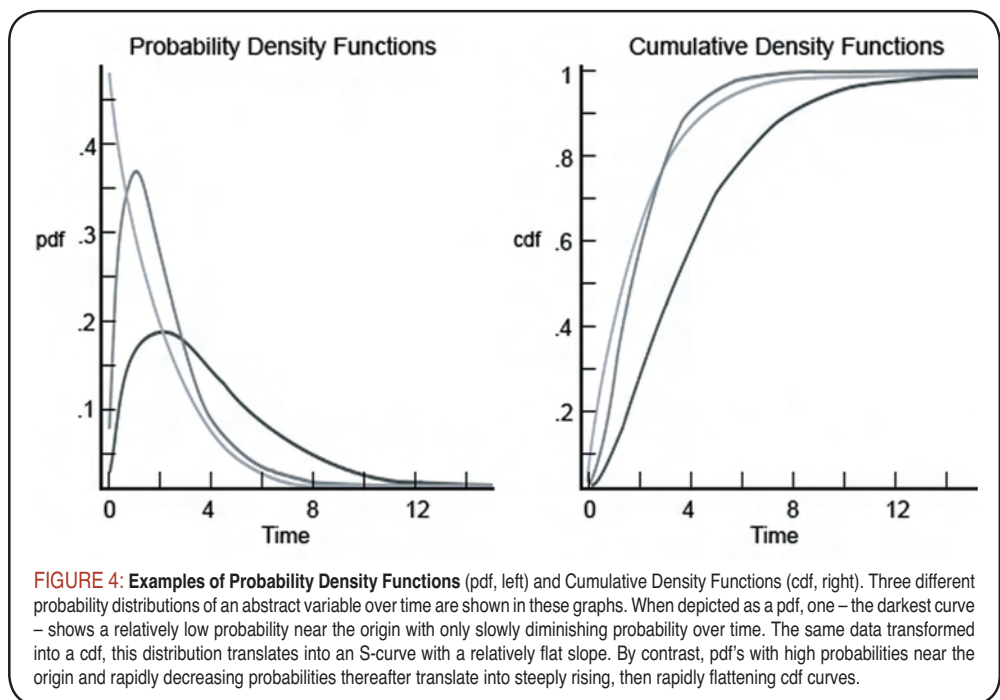 Probability Density Functions
.4
pdf .3
.2
.1
0 4 8 12
Time
Cumulative Density Functions
1
.8
cdf .6
.4
.2
0 4 8 12
Time
FIGURE 4: Examples of Probability Density Functions (pdf, left) and Cumulative Density Functions (cdf, right). Three different
probability distributions of an abstract variable over time are shown in these graphs. When depicted as a pdf, one – the darkest curve
– shows a relatively low probability near the origin with only slowly diminishing probability over time. The same data transformed
into a cdf, this distribution translates into an S-curve with a relatively flat slope. By contrast, pdf's with high probabilities near the
origin and rapidly decreasing probabilities thereafter translate into steeply rising, then rapidly flattening cdf curves.